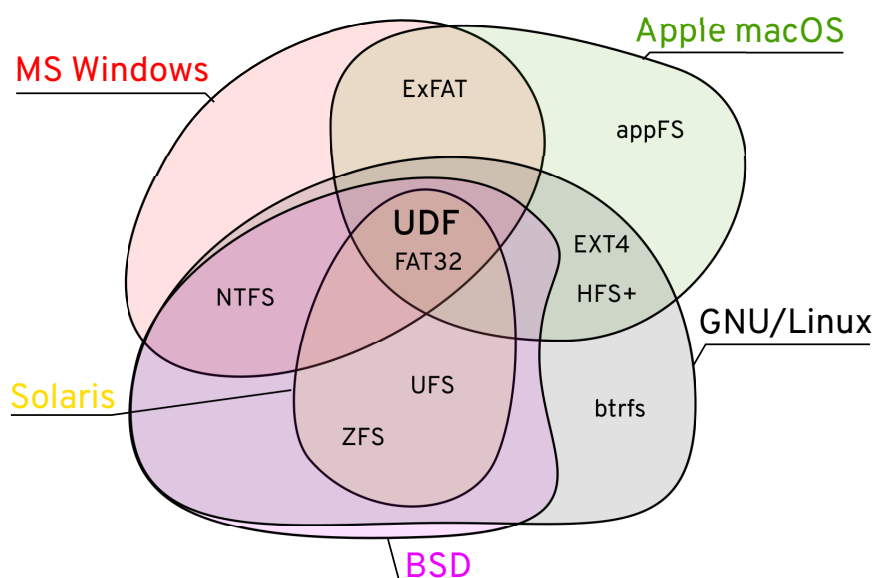 Apple macOS
MS Windows
ExFAT
appFS
UDF
EXT4
FAT32
NTFS
HFS+
GNU/Linux
Solaris
UFS
btrfs
ZFS
BSD